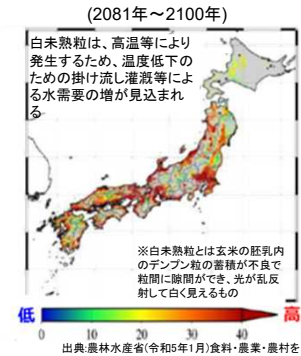 (2081年～2100年)
白未熟粒は、高温等により
発生するため、温度低下の
ための掛け流し灌漑等によ
る水需要の増が見込まれ
る
※白未熟粒とは玄米の胚乳内
のデンプン粒の蓄積が不良で
粒間に隙間ができ、光が乱反
射して白く見えるもの
低 高
0 10 20 30 40
出典:農林水産省(令和5年1月)食料・農業・農村を